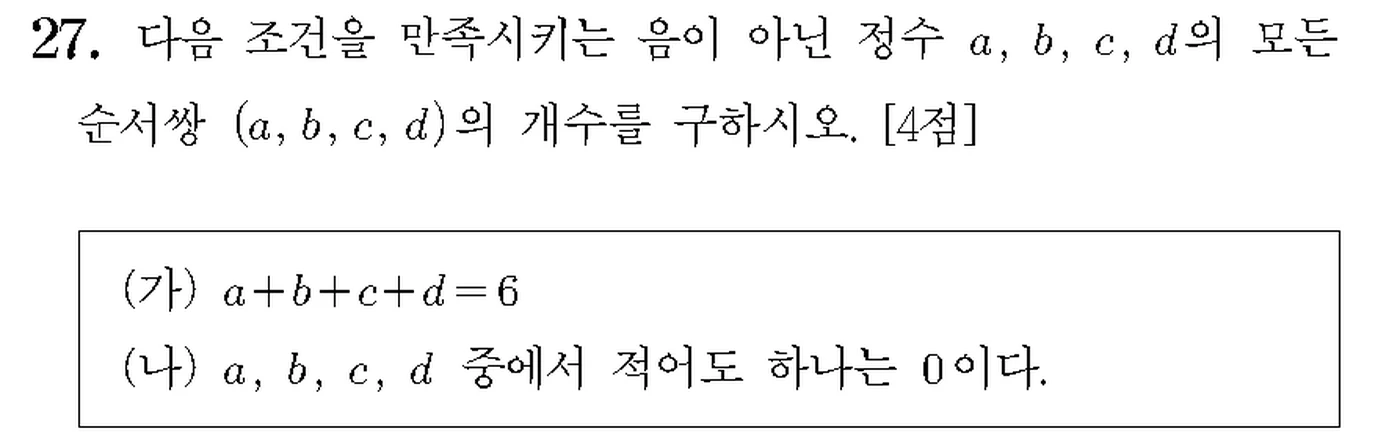 27. 다음 조건을 만족시키는 음이 아닌 정수 a, b, c, d의 모든
순서쌍 (a, b, c, d)의 개수를 구하시오. [4점]
(가) a+b+c+d=6
(나) a, b, c, d 중에서 적어도 하나는 0이다.